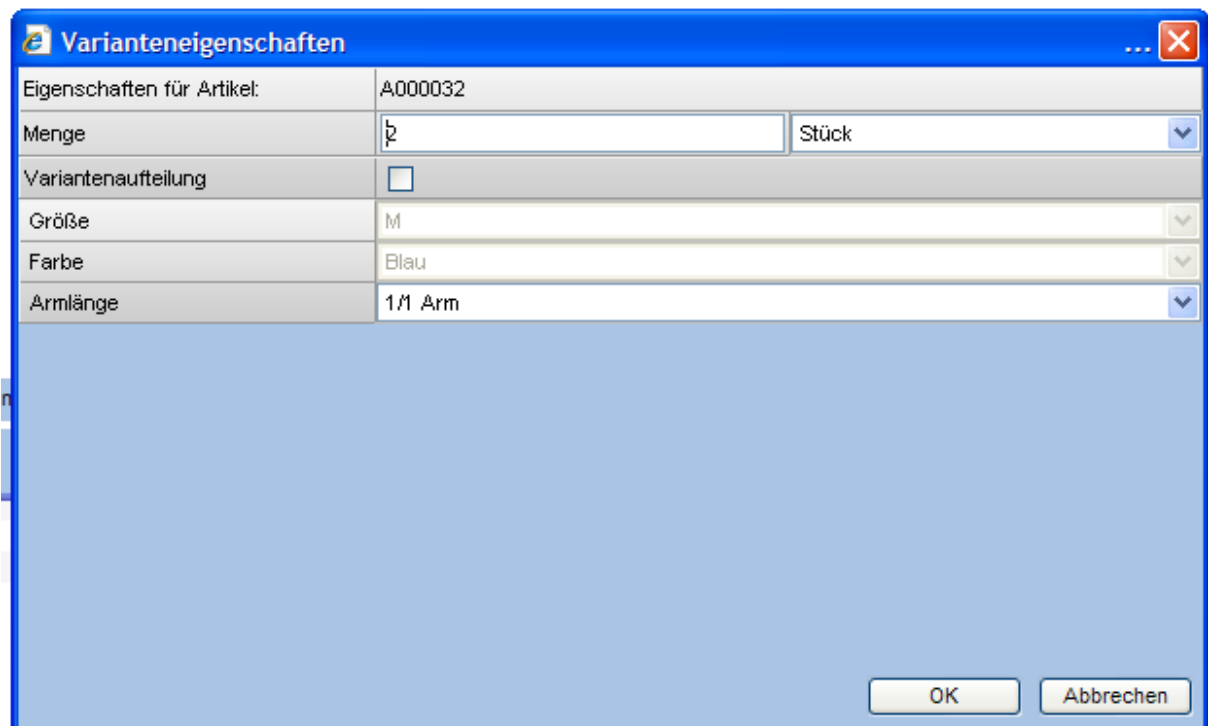 Varianteneigenschaften ...
Eigenschaften für Artikel: A000032
Menge 2 Stück
Variantenaufteilung
Größe M
Farbe Blau
Armlänge 1/1 Arm
OK Abbrechen